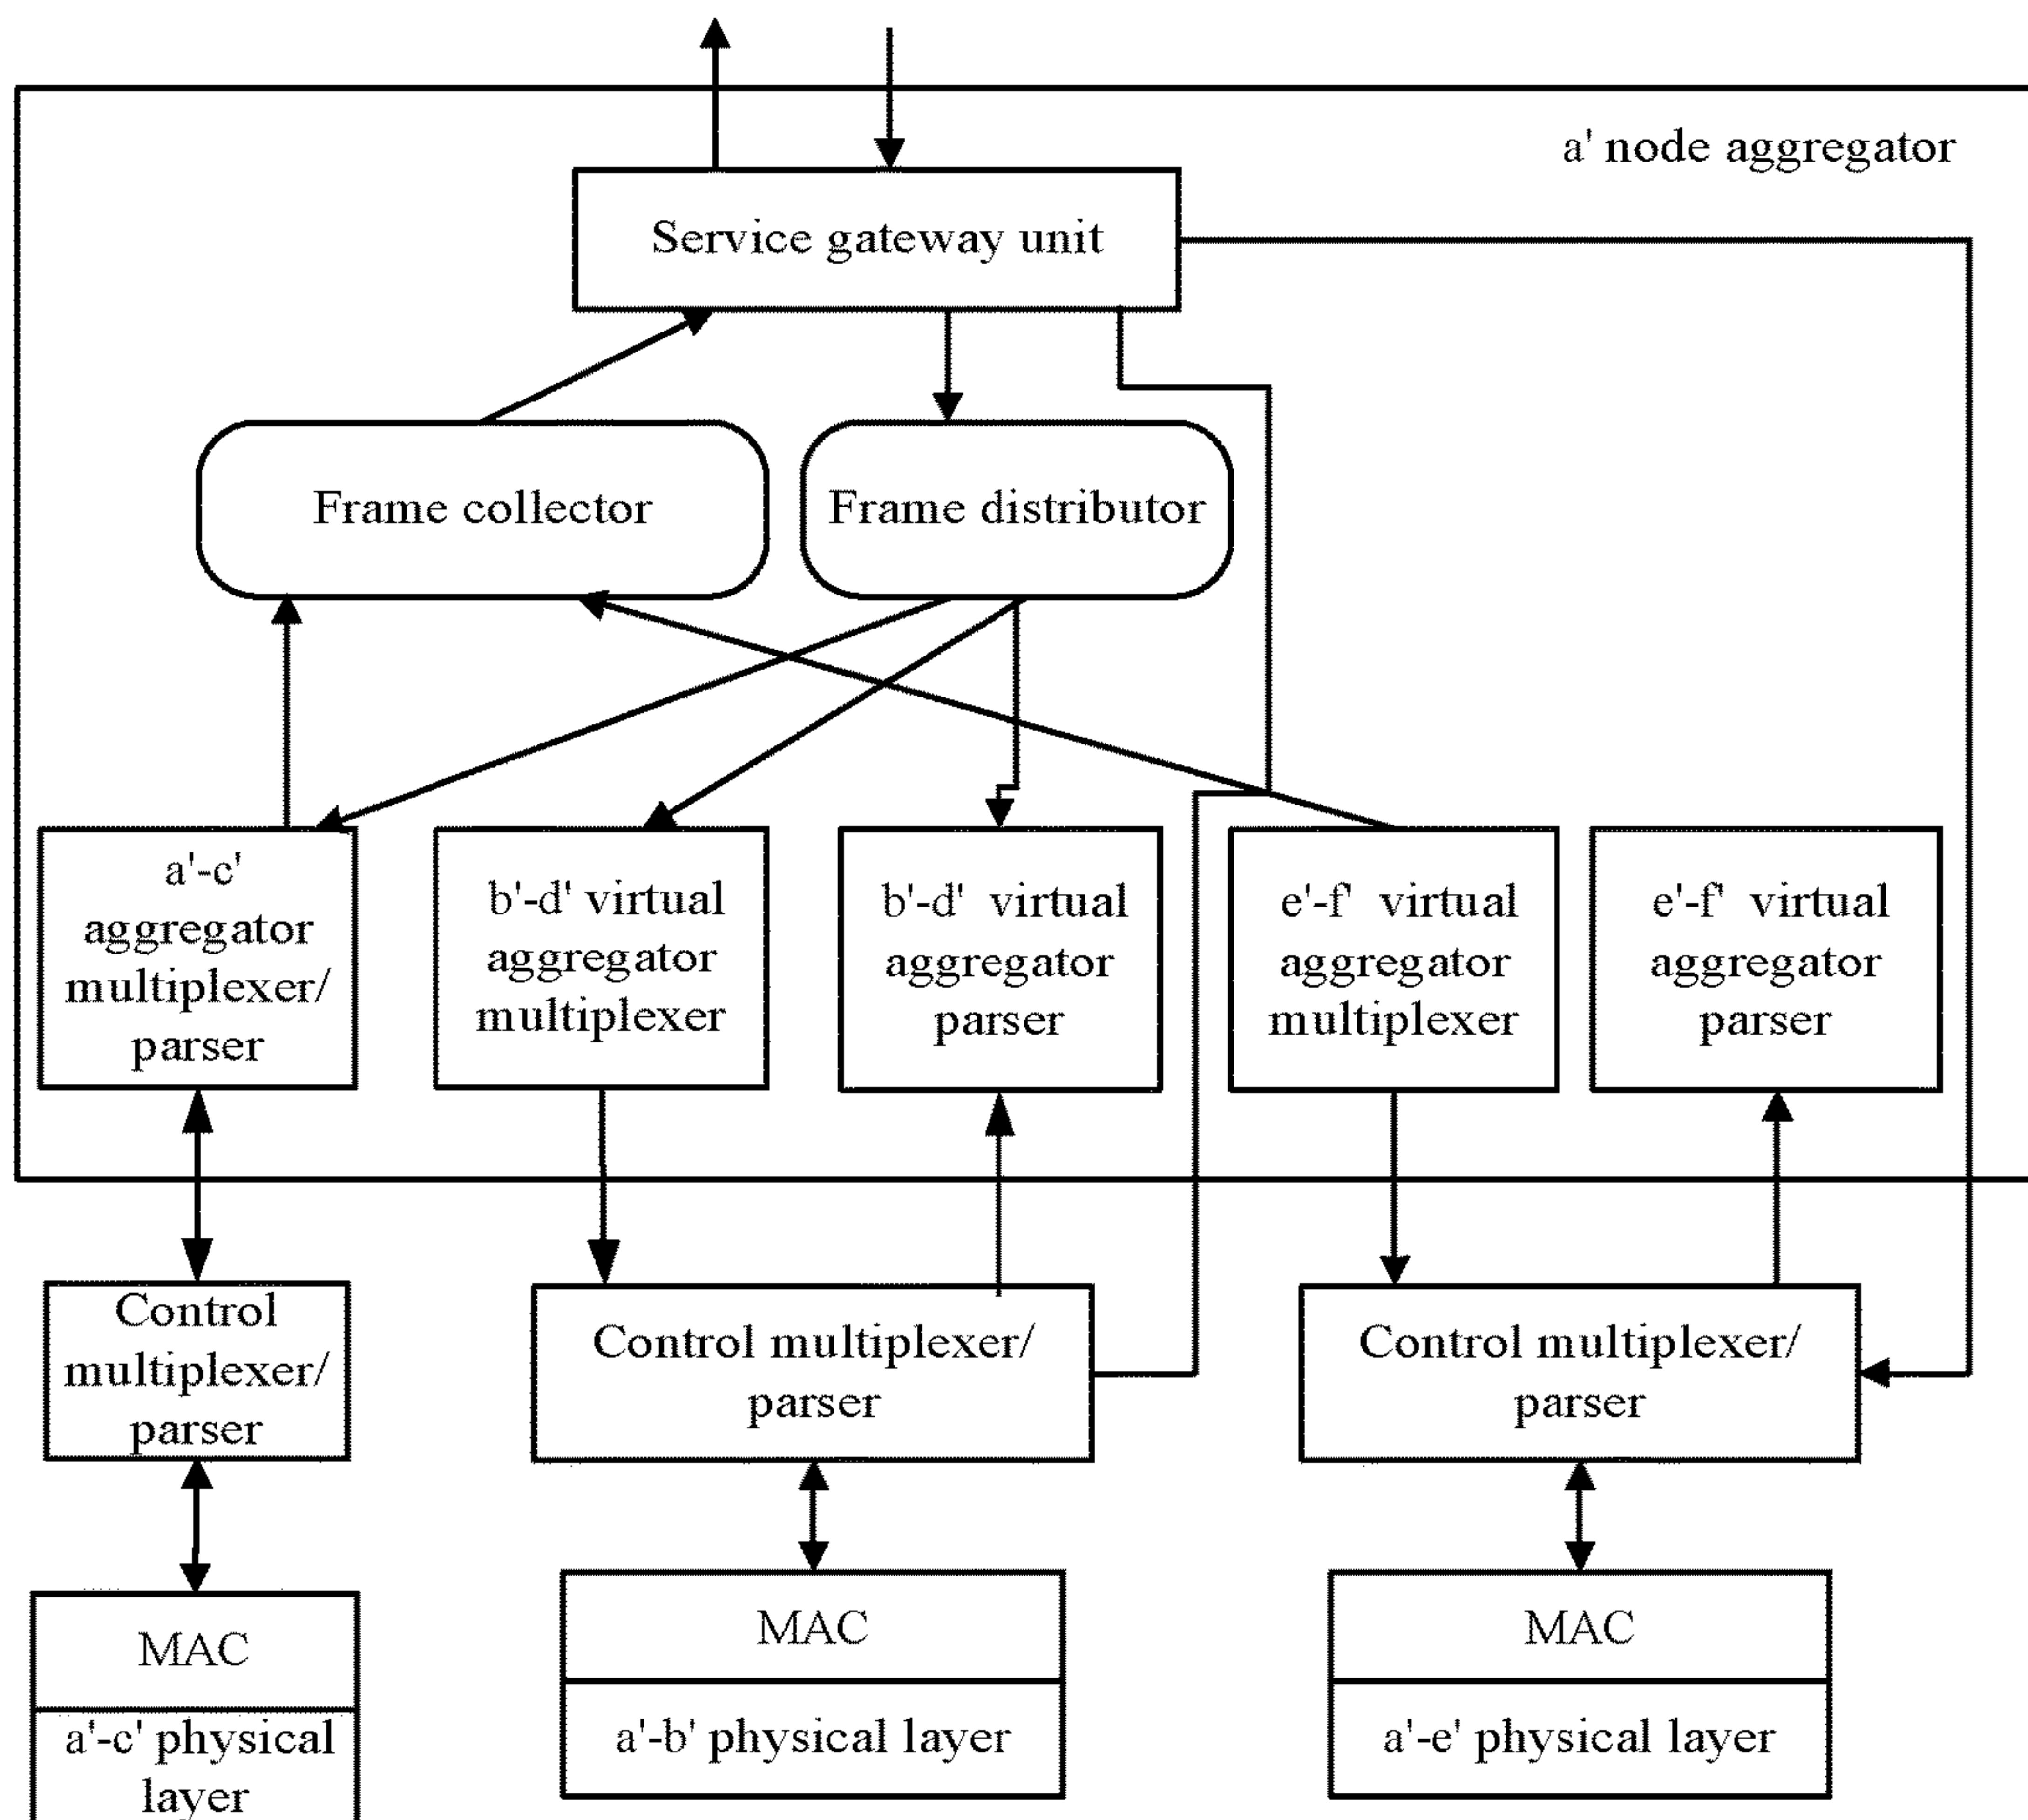 a' node aggregator
Service gateway unit
Frame collector
Frame distributor
a'-c'
aggregator
multiplexer/
parser
b'-d' virtual
aggregator
multiplexer
b'-d' virtual
aggregator
parser
e'-f' virtual
aggregator
multiplexer
e'-f' virtual
aggregator
parser
Control
multiplexer/
parser
Control multiplexer/
parser
Control multiplexer/
parser
MAC
a'-c' physical
layer
MAC
a'-b' physical layer
MAC
a'-e' physical layer